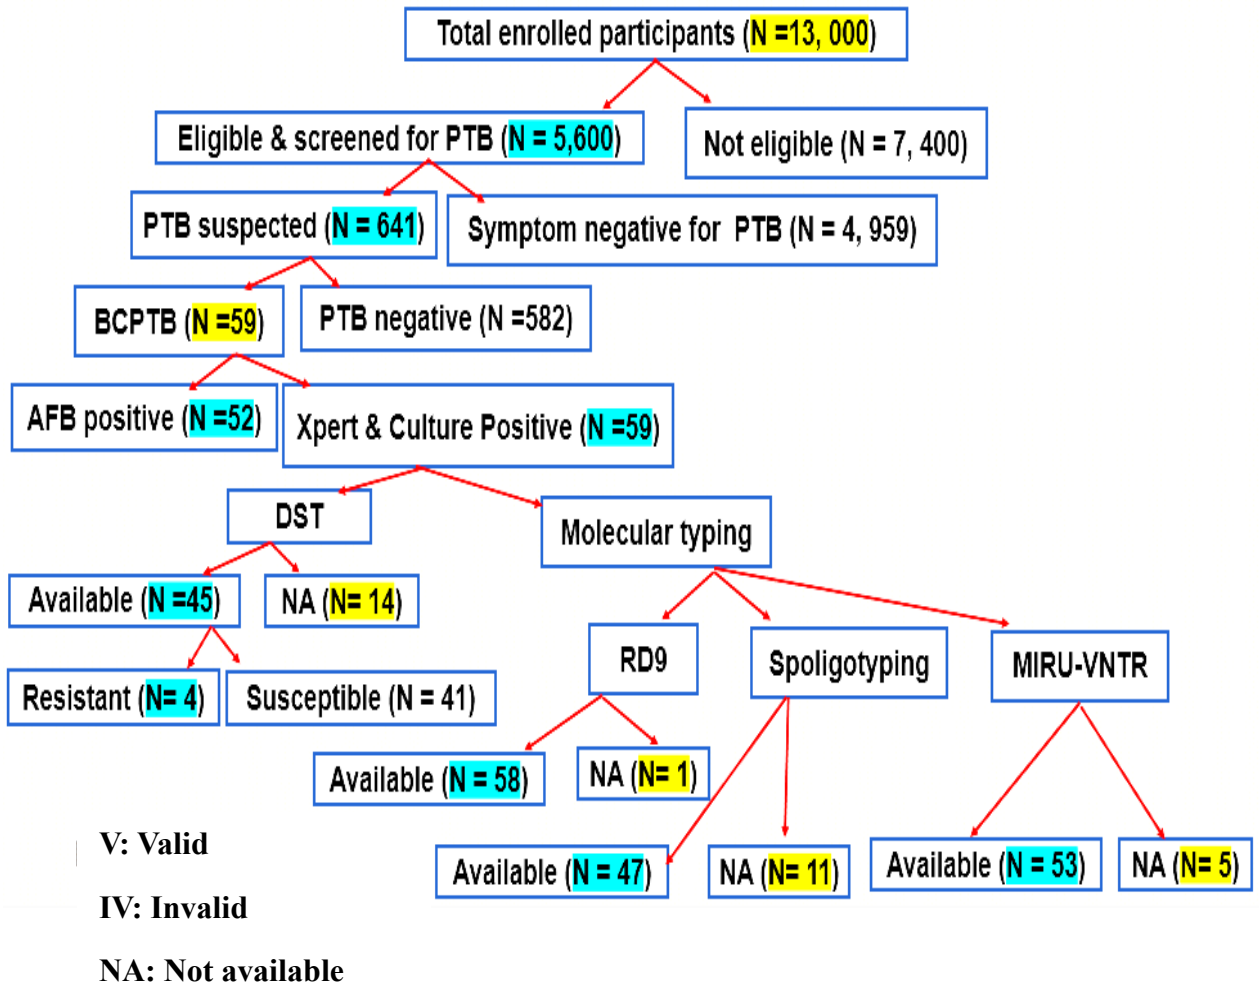 Total enrolled participants (N =13, 000)
Eligible & screened for PTB (N = 5,600)
Not eligible (N = 7, 400)
PTB suspected (N = 641)
Symptom negative for PTB (N = 4, 959)
BCPTB (N =59)
PTB negative (N =582)
AFB positive (N =52)
Xpert & Culture Positive (N =59)
DST
Molecular typing
Available (N =45)
NA (N= 14)
RD9
Spoligotyping
MIRU-VNTR
Resistant (N= 4)
Susceptible (N = 41)
Available (N = 58)
NA (N= 1)
Available (N = 47)
NA (N= 11)
Available (N = 53)
NA (N= 5)
V: Valid
IV: Invalid
NA: Not available